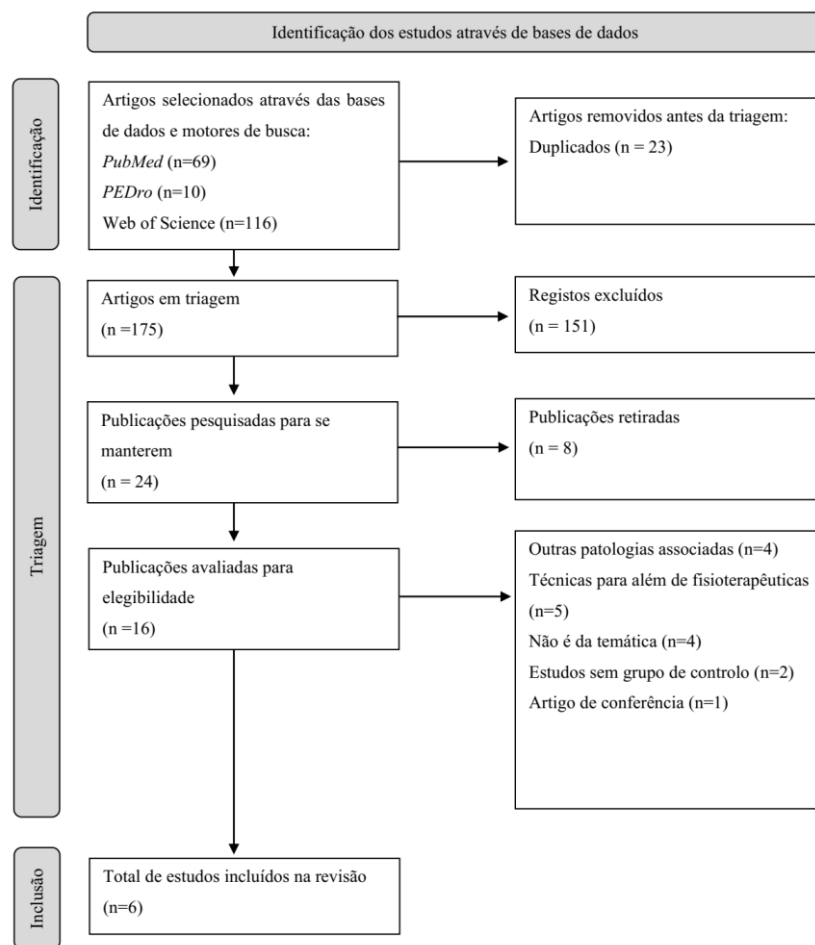 Identificação dos estudos através de bases de dados
Identificação
Artigos selecionados através das bases
de dados e motores de busca:
PubMed (n=69)
PEDro (n=10)
Web of Science (n=116)
Artigos removidos antes da triagem:
Duplicados (n = 23)
Triagem
Artigos em triagem
(n =175)
Registos excluídos
(n = 151)
Publicações pesquisadas para se
manterem
(n = 24)
Publicações retiradas
(n = 8)
Publicações avaliadas para
elegibilidade
(n =16)
Outras patologias associadas (n=4)
Técnicas para além de fisioterapêuticas
(n=5)
Não é da temática (n=4)
Estudos sem grupo de controlo (n=2)
Artigo de conferência (n=1)
Inclusão
Total de estudos incluídos na revisão
(n=6)